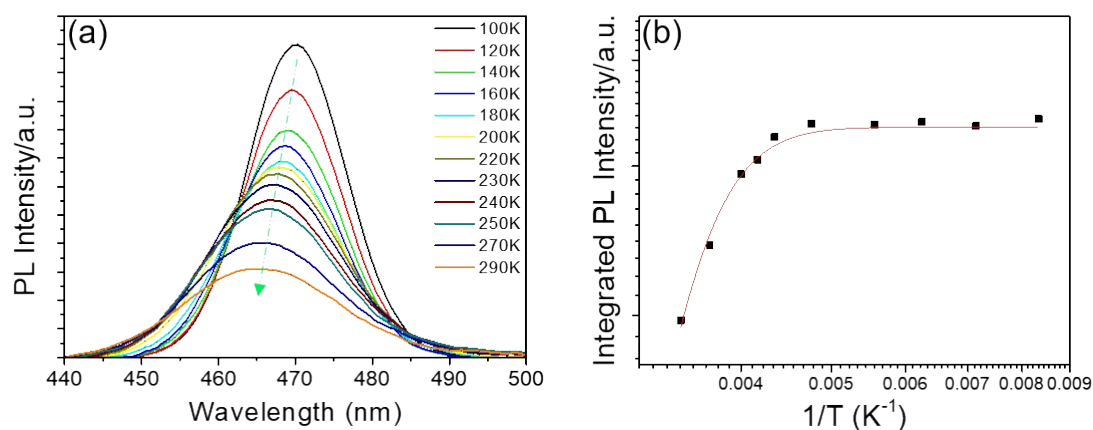 (a)
PL Intensity/a.u.
100K
120K
140K
160K
180K
200K
220K
230K
240K
250K
270K
290K
440 450 460 470 480 490 500
Wavelength (nm)
(b)
Integrated PL Intensity/a.u.
0.004 0.005 0.006 0.007 0.008 0.009
1/T (K⁻¹)